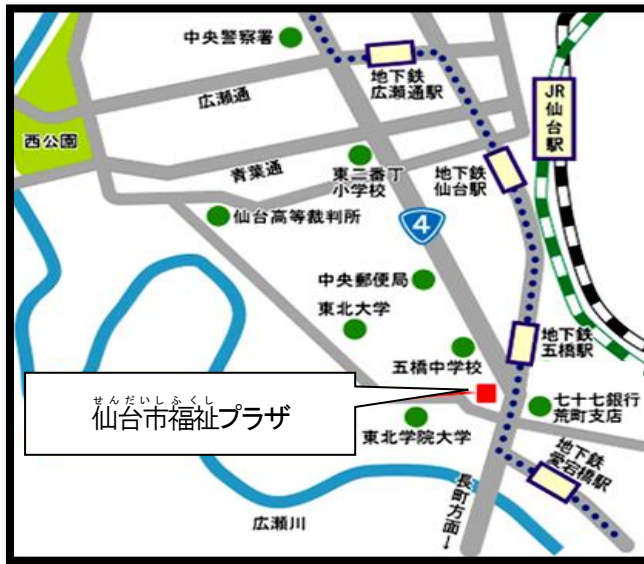 中央警察署
地下鉄
広瀬通駅
JR
仙台駅
広瀬通
西公園
青葉通
東二番丁
小学校
地下鉄
仙台駅
仙台高等裁判所
4
中央郵便局
東北大学
地下鉄
五橋駅
五橋中学校
せんだいしふくし
仙台市福祉プラザ
七十七銀行
荒町支店
東北学院大学
地下鉄
愛宕橋駅
長町方面→
広瀬川